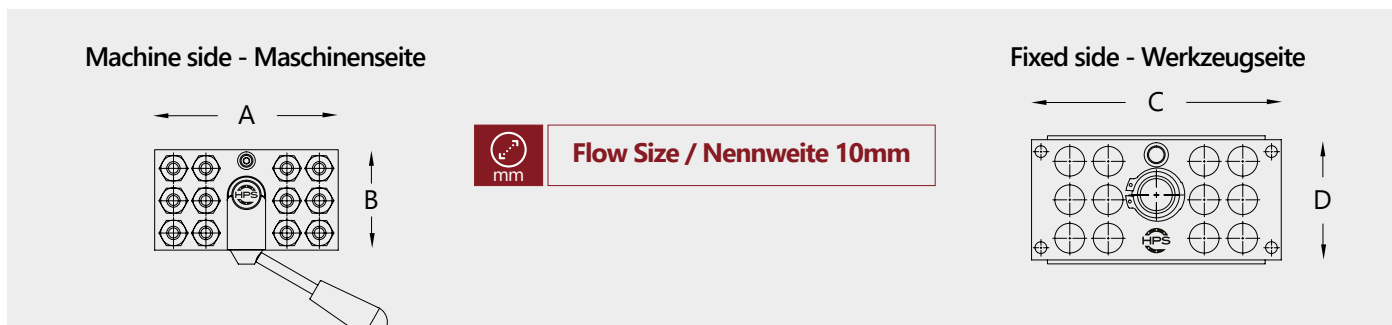 Machine side - Maschinenseite
A
B
HPS
mm
Flow Size / Nennweite 10mm
Fixed side - Werkzeugseite
C
D
HPS